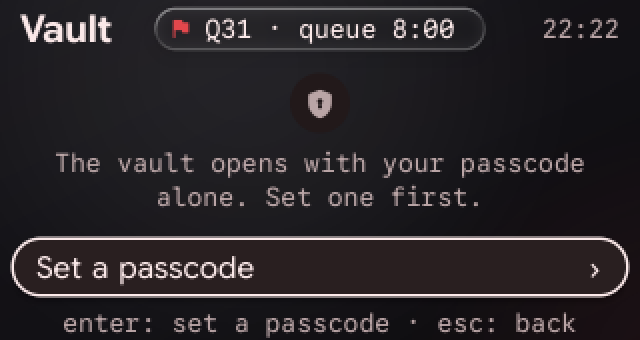 Vault Q31 · queue 8:00 22:22
The vault opens with your passcode
alone. Set one first.
Set a passcode ›
enter: set a passcode · esc: back